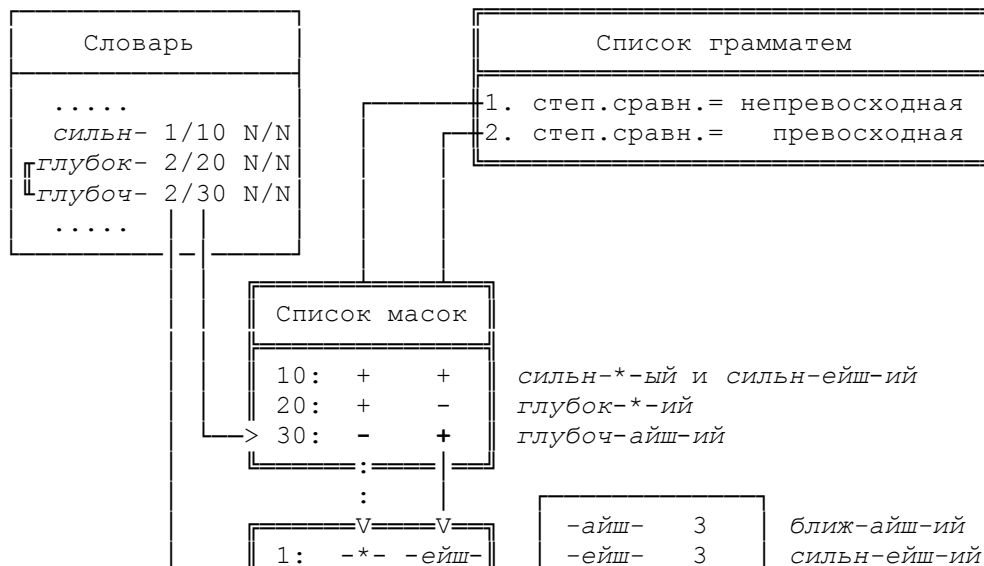 Словарь Список грамматем
..... 1. степ.сравн.= непревосходная
сильн- 1/10 N/N 2. степ.сравн.= превосходная
глубок- 2/20 N/N
глубоч- 2/30 N/N
.....
Список масок
10: + + сильн-*-ый и сильн-ейш-ий
20: + - глубок-*-ий
> 30: - + глубоч-айш-ий
:
:
V V -айш- 3 ближ-айш-ий
1: -*- -ейш- -ейш- 3 сильн-ейш-ий